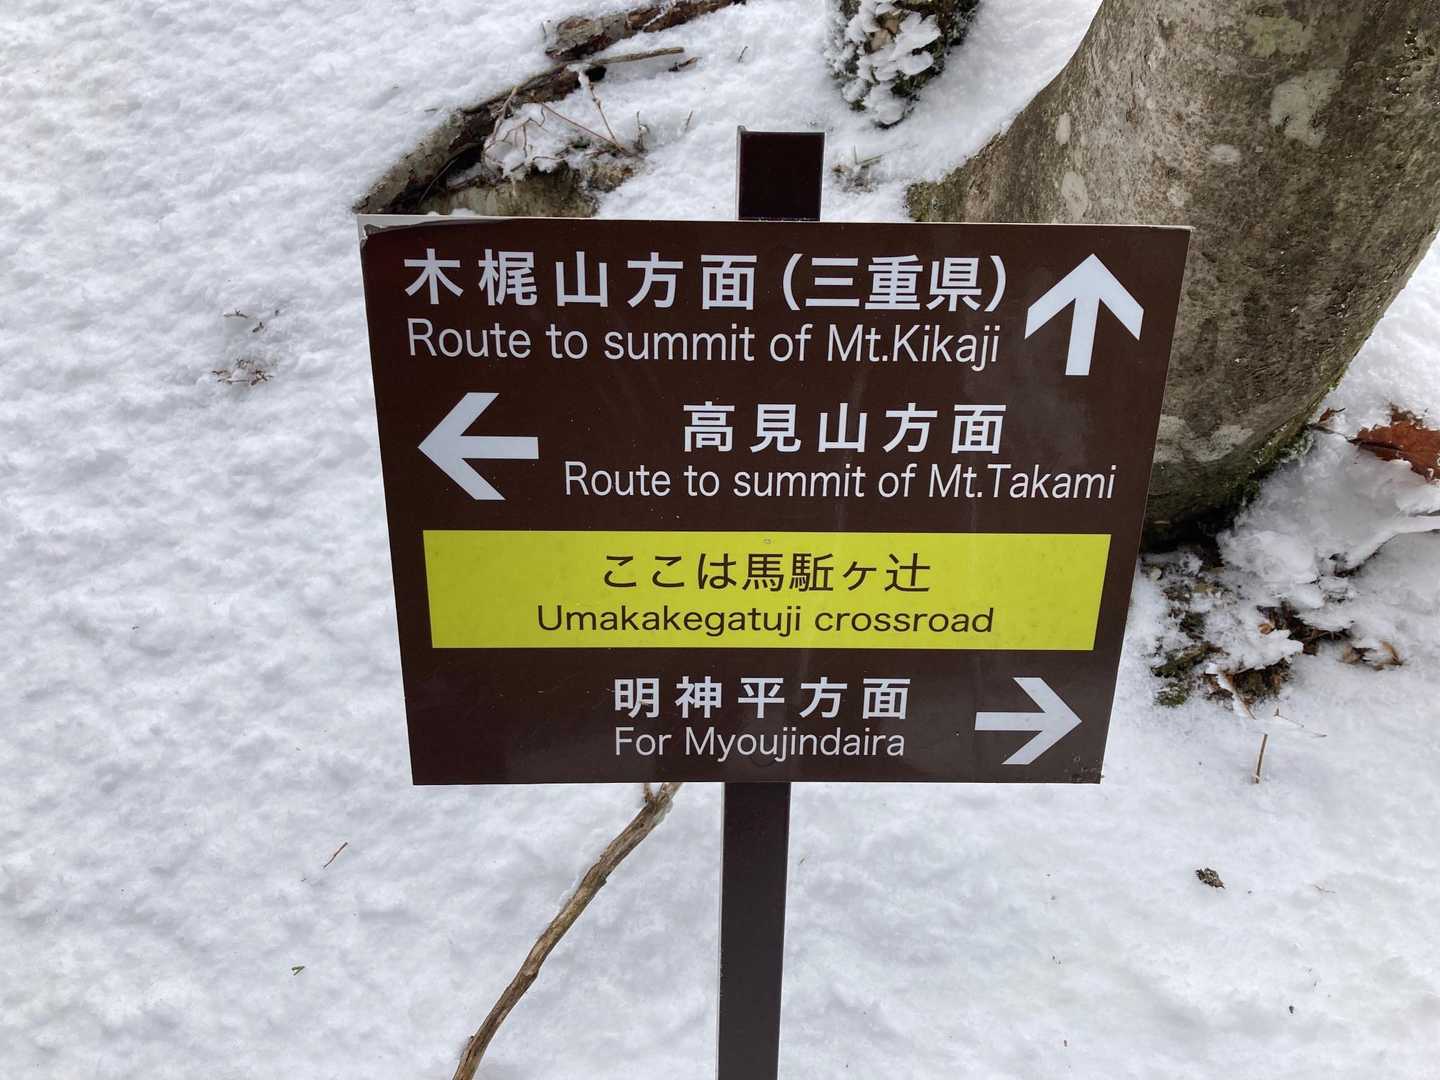 木梶山方面（三重県）
Route to summit of Mt.Kikaji
高見山方面
Route to summit of Mt.Takami
ここは馬駈ヶ辻
Umakakegatuji crossroad
明神平方面
For Myoujindaira